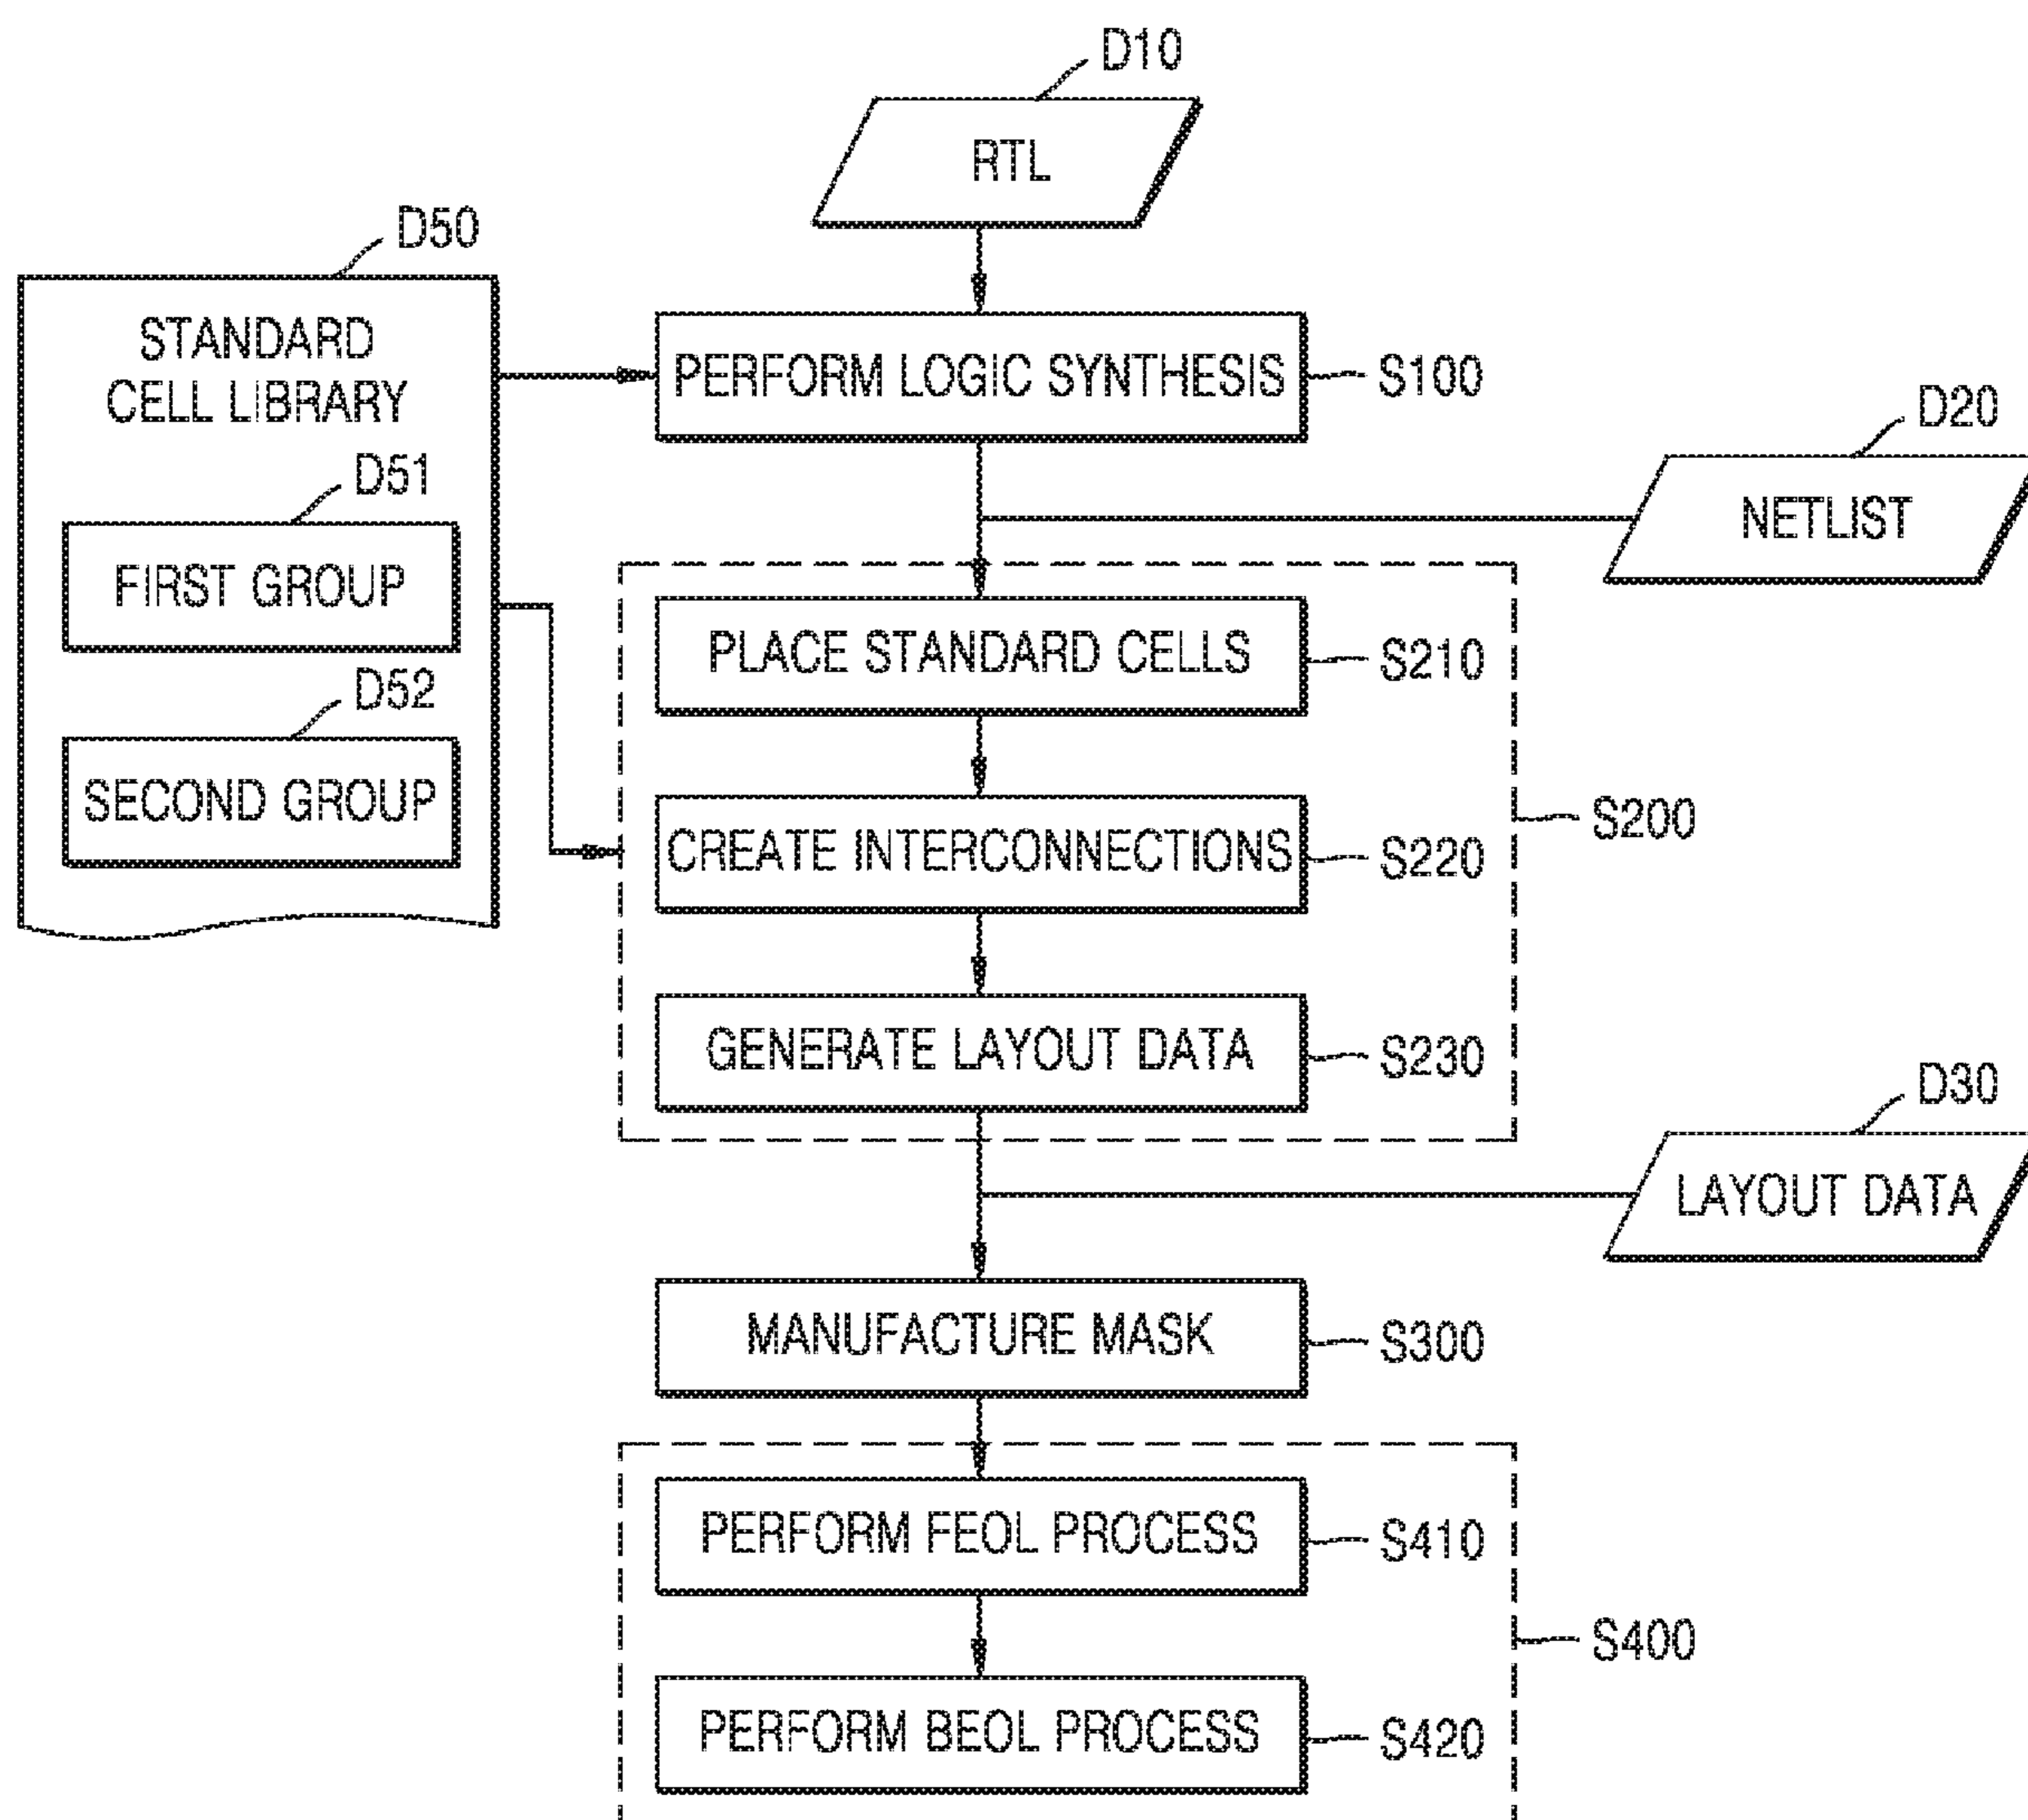 D10
RTL
D50
STANDARD
CELL LIBRARY
PERFORM LOGIC SYNTHESIS
S100
D20
NETLIST
D51
FIRST GROUP
D52
SECOND GROUP
PLACE STANDARD CELLS
S210
CREATE INTERCONNECTIONS
S220
S200
GENERATE LAYOUT DATA
S230
D30
LAYOUT DATA
MANUFACTURE MASK
S300
PERFORM FEOL PROCESS
S410
S400
PERFORM BEOL PROCESS
S420